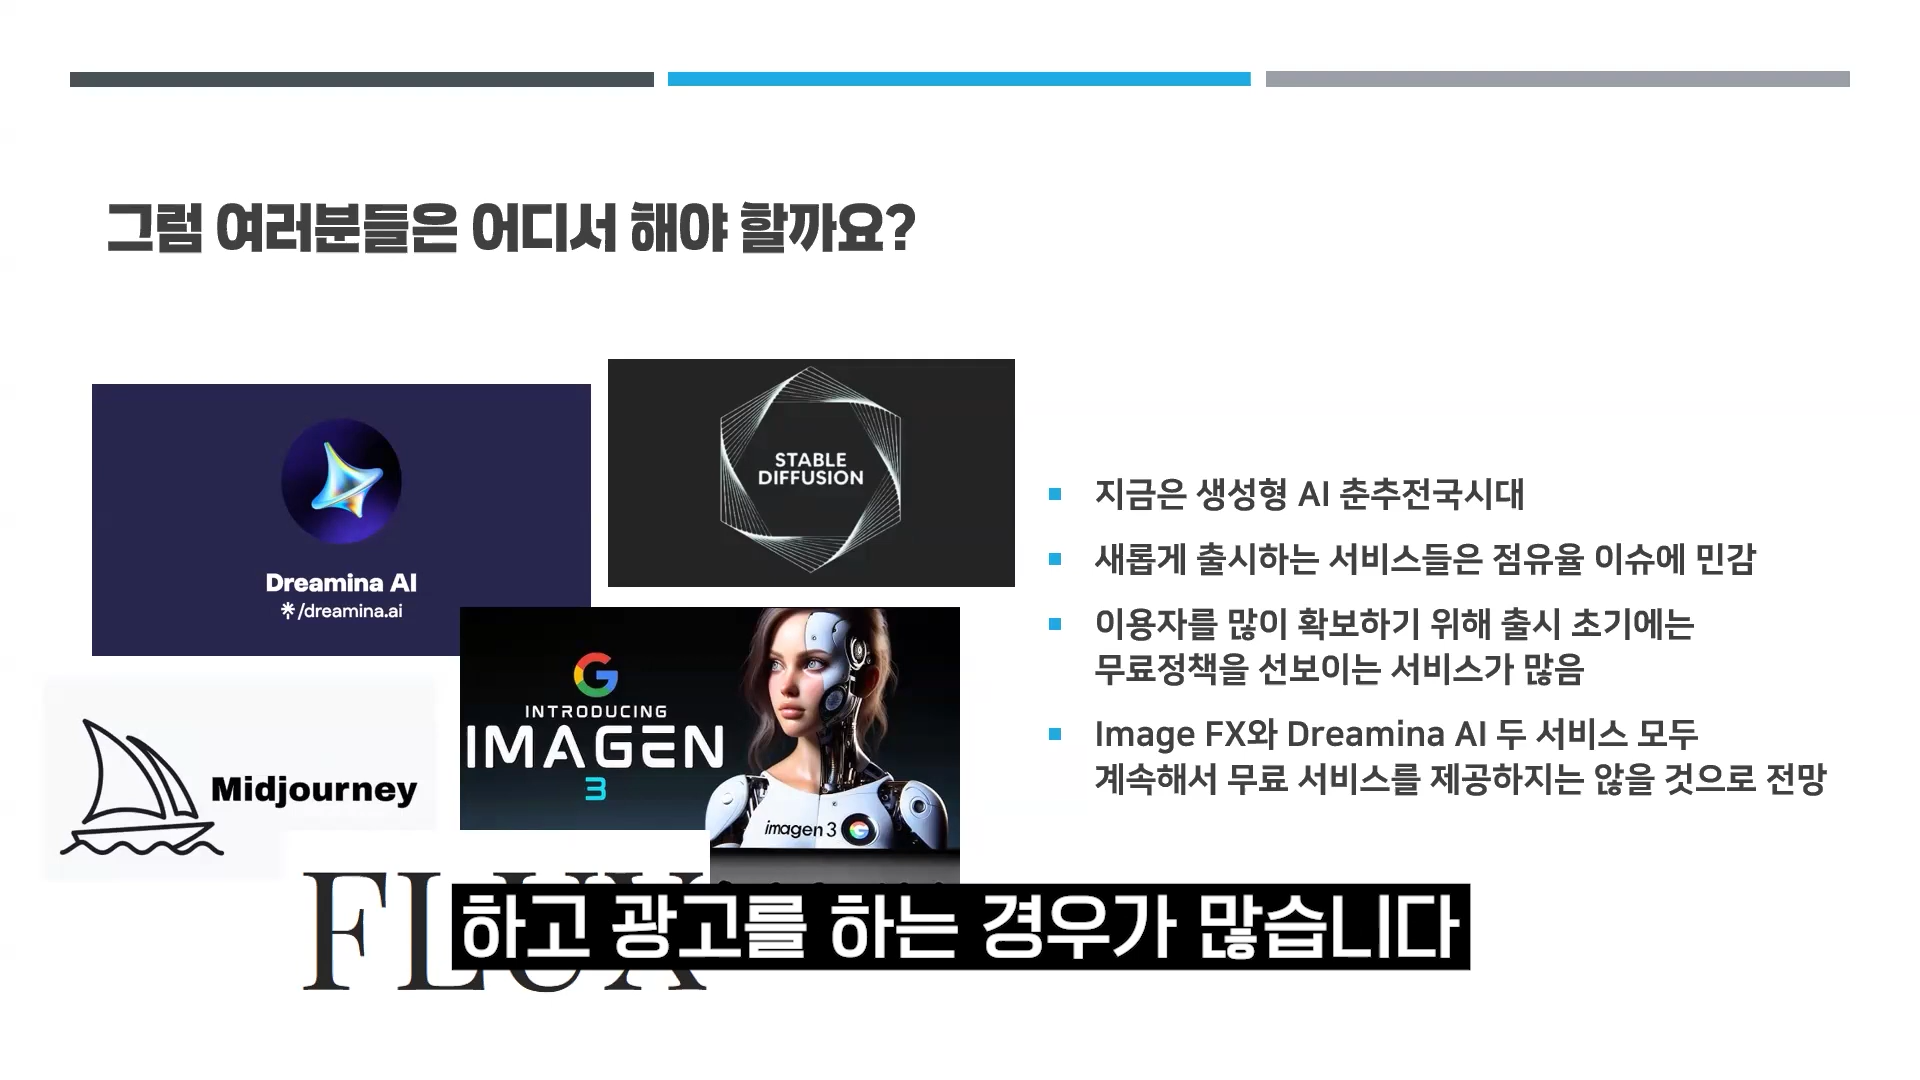 그럼 여러분들은 어디서 해야 할까요?
STABLE
DIFFUSION
Dreamina AI
/dreamina.ai
INTRODUCING
IMAGEN
3
imagen 3
Midjourney
FLUX
지금은 생성형 AI 춘추전국시대
새롭게 출시하는 서비스들은 점유율 이슈에 민감
이용자를 많이 확보하기 위해 출시 초기에는
무료정책을 선보이는 서비스가 많음
Image FX와 Dreamina AI 두 서비스 모두
계속해서 무료 서비스를 제공하지는 않을 것으로 전망
하고 광고를 하는 경우가 많습니다